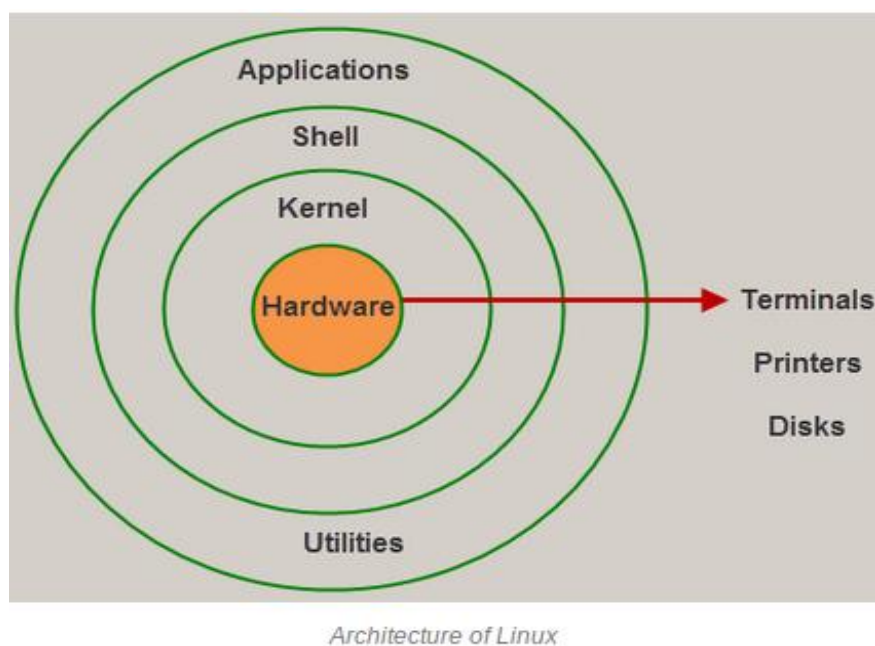 Applications
Shell
Kernel
Hardware
Terminals
Printers
Disks
Utilities
Architecture of Linux